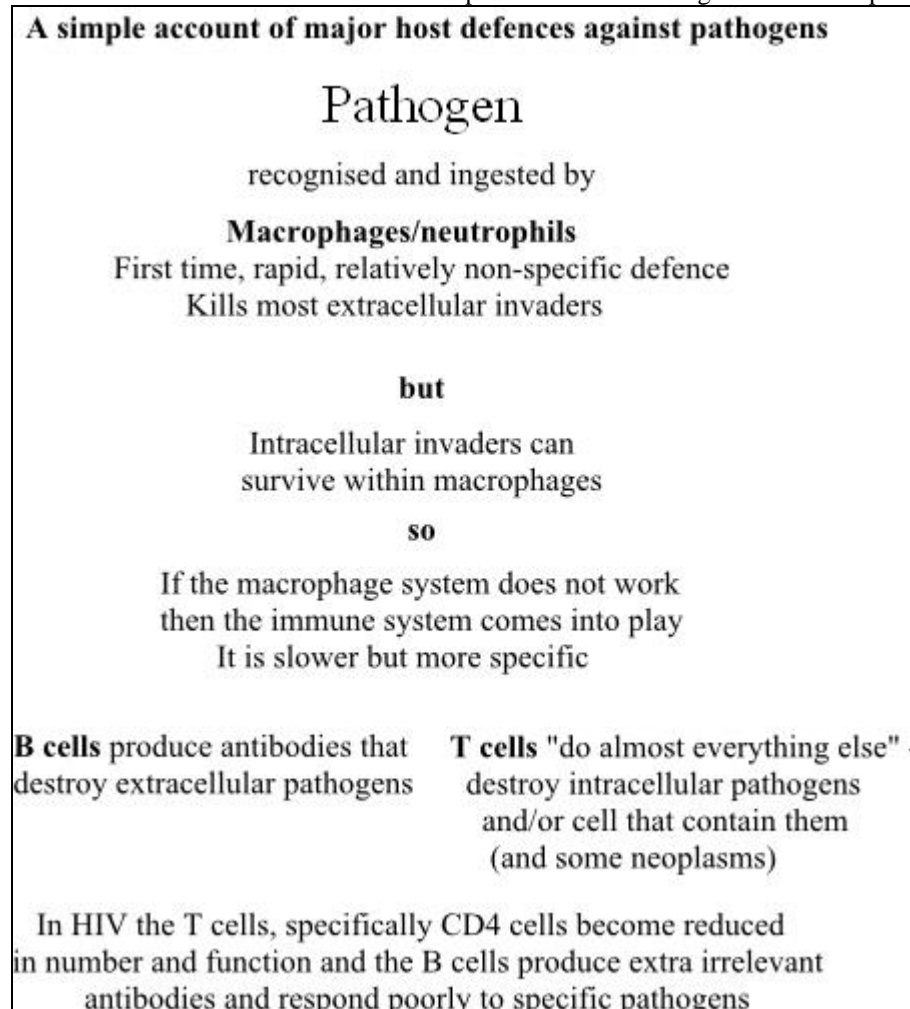 A simple account of major host defences against pathogens
Pathogen
recognised and ingested by
Macrophages/neutrophils
First time, rapid, relatively non-specific defence
Kills most extracellular invaders
but
Intracellular invaders can
survive within macrophages
so
If the macrophage system does not work
then the immune system comes into play
It is slower but more specific
B cells produce antibodies that
destroy extracellular pathogens
T cells "do almost everything else" -
destroy intracellular pathogens
and/or cell that contain them
(and some neoplasms)
In HIV the T cells, specifically CD4 cells become reduced
in number and function and the B cells produce extra irrelevant
antibodies and respond poorly to specific pathogens